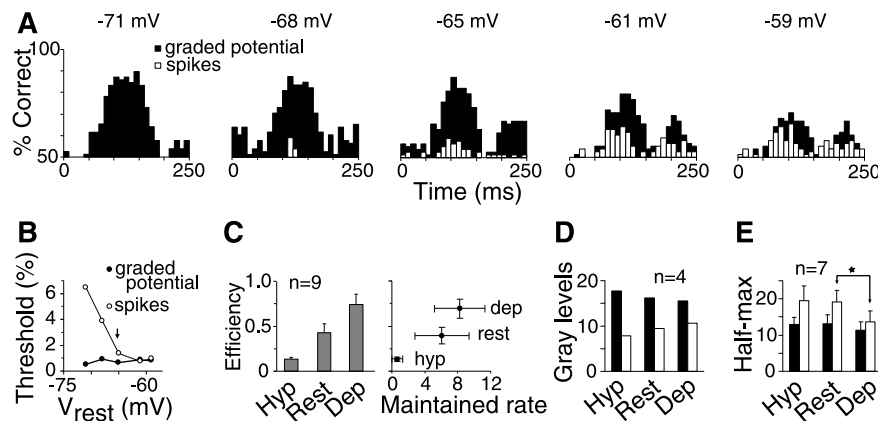 A
-71 mV
-68 mV
-65 mV
-61 mV
-59 mV
graded potential
spikes
% Correct
100
50
0 250
0 250
0 250
0 250
0 250
Time (ms)
B
graded
potential
spikes
Threshold (%)
6
4
2
0
-75 -60
Vrest (mV)
C
n=9
Efficiency
1.0
0.5
0
Hyp Rest Dep
dep
rest
hyp
0 4 8 12
Maintained rate
D
n=4
Gray levels
20
10
0
Hyp Rest Dep
E
n=7
*
Half-max
20
10
0
Hyp Rest Dep